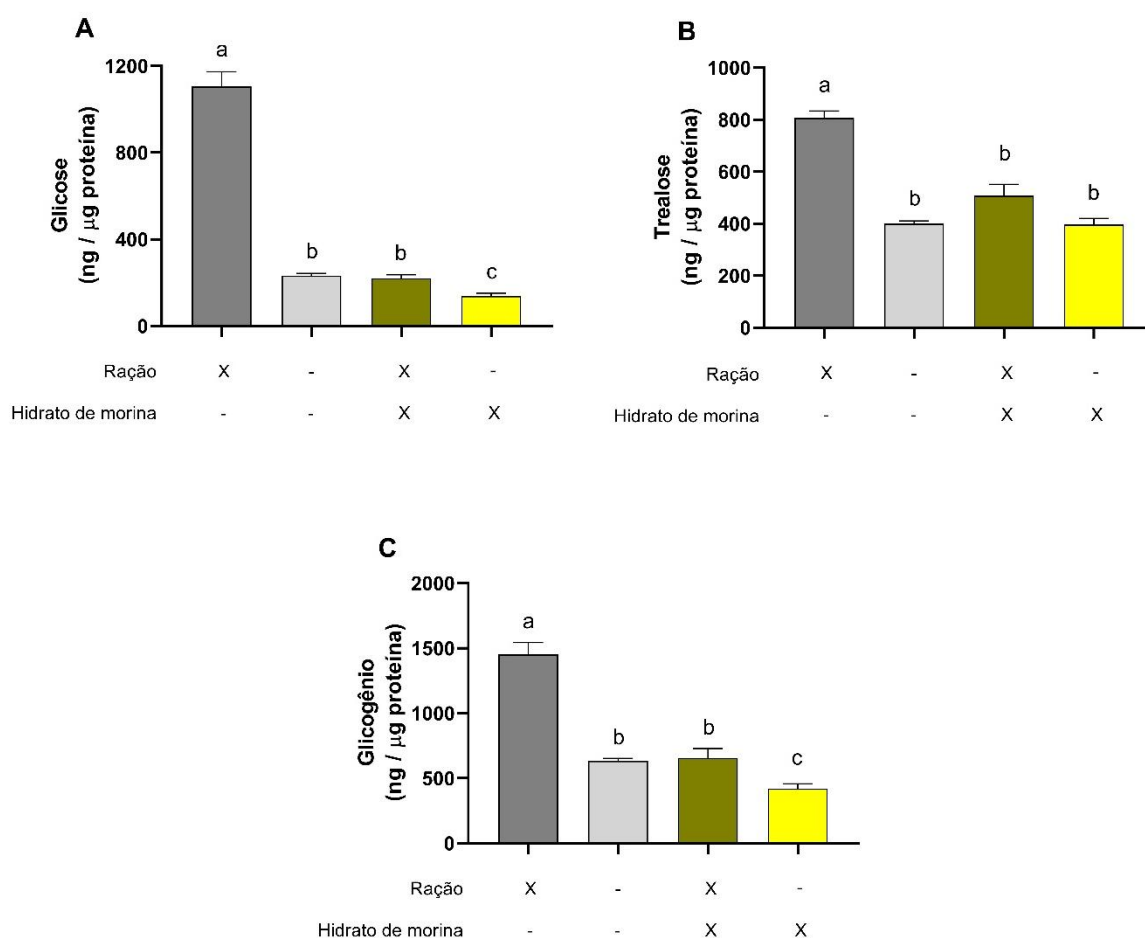 A
a
1200
800
400
0
Glicose
(ng / μg proteína)
b
b
c
Ração X - X -
Hidrato de morina - - X X
B
1000
800
600
400
200
0
Trealose
(ng / μg proteína)
a
b
b
b
Ração X - X -
Hidrato de morina - - X X
C
2000
1500
1000
500
0
Glicogênio
(ng / μg proteína)
a
b
b
c
Ração X - X -
Hidrato de morina - - X X